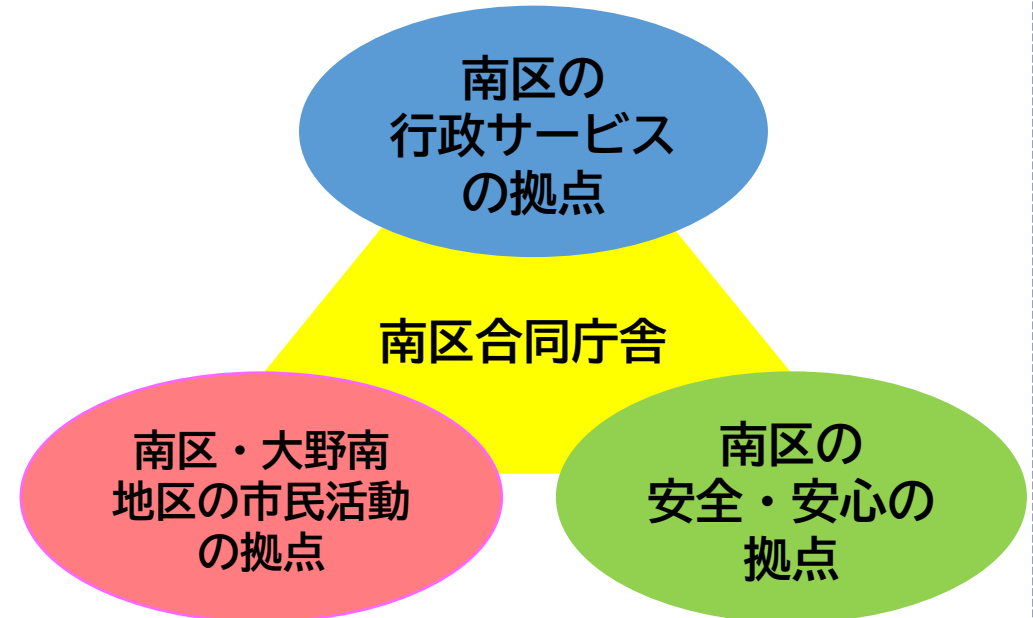 南区の
行政サービス
の拠点
南区合同庁舎
南区・大野南
地区の市民活動
の拠点
南区の
安全・安心の
拠点